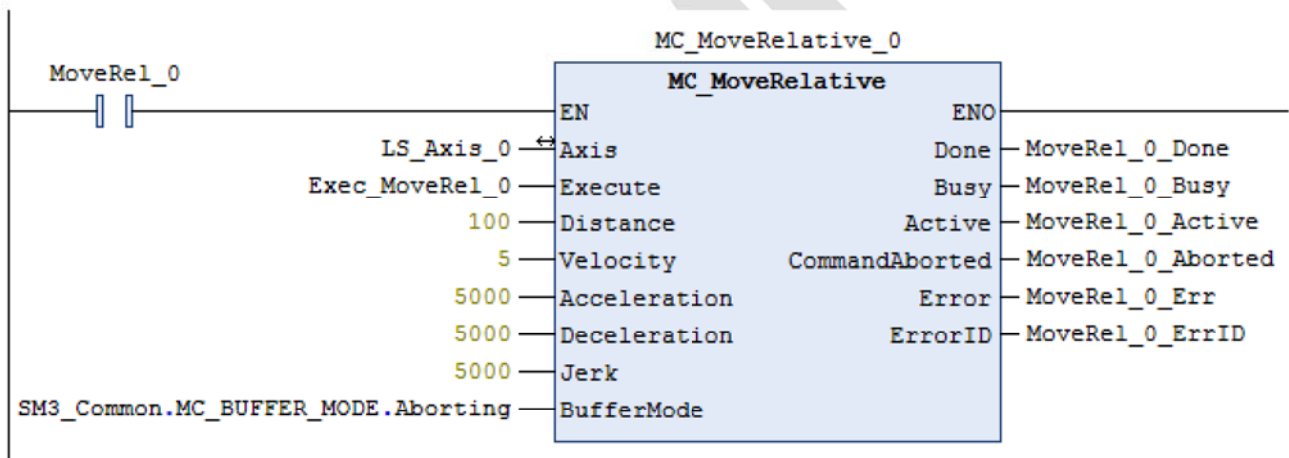 MC_MoveRelative_0
MoveRel_0
MC_MoveRelative
EN ENO
LS_Axis_0 Axis Done MoveRel_0_Done
Exec_MoveRel_0 Execute Busy MoveRel_0_Busy
100 Distance Active MoveRel_0_Active
5 Velocity CommandAborted MoveRel_0_Aborted
5000 Acceleration Error MoveRel_0_Err
5000 Deceleration ErrorID MoveRel_0_ErrID
5000 Jerk
SM3_Common.MC_BUFFER_MODE.Aborting BufferMode